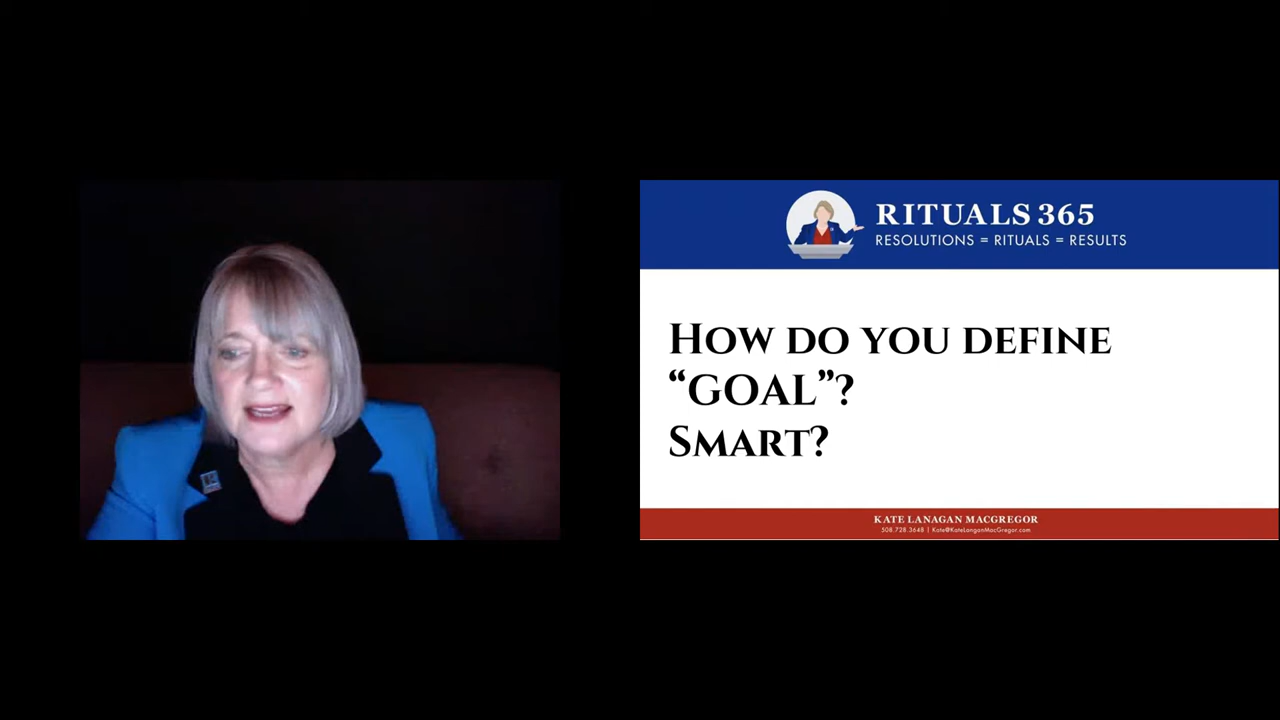 RITUALS 365
RESOLUTIONS = RITUALS = RESULTS
HOW DO YOU DEFINE
“GOAL”?
SMART?
KATE LANAGAN MACGREGOR
508.728.3648 | Kate@KateLanganMacGregor.com